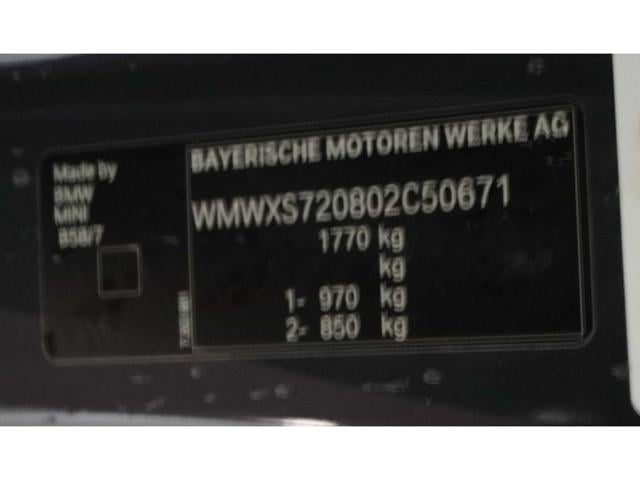 Made by
BMW
MINI
B58/7
BAYERISCHE MOTOREN WERKE AG
WMWXS720802C50671
1770 kg
kg
1- 970 kg
2- 850 kg